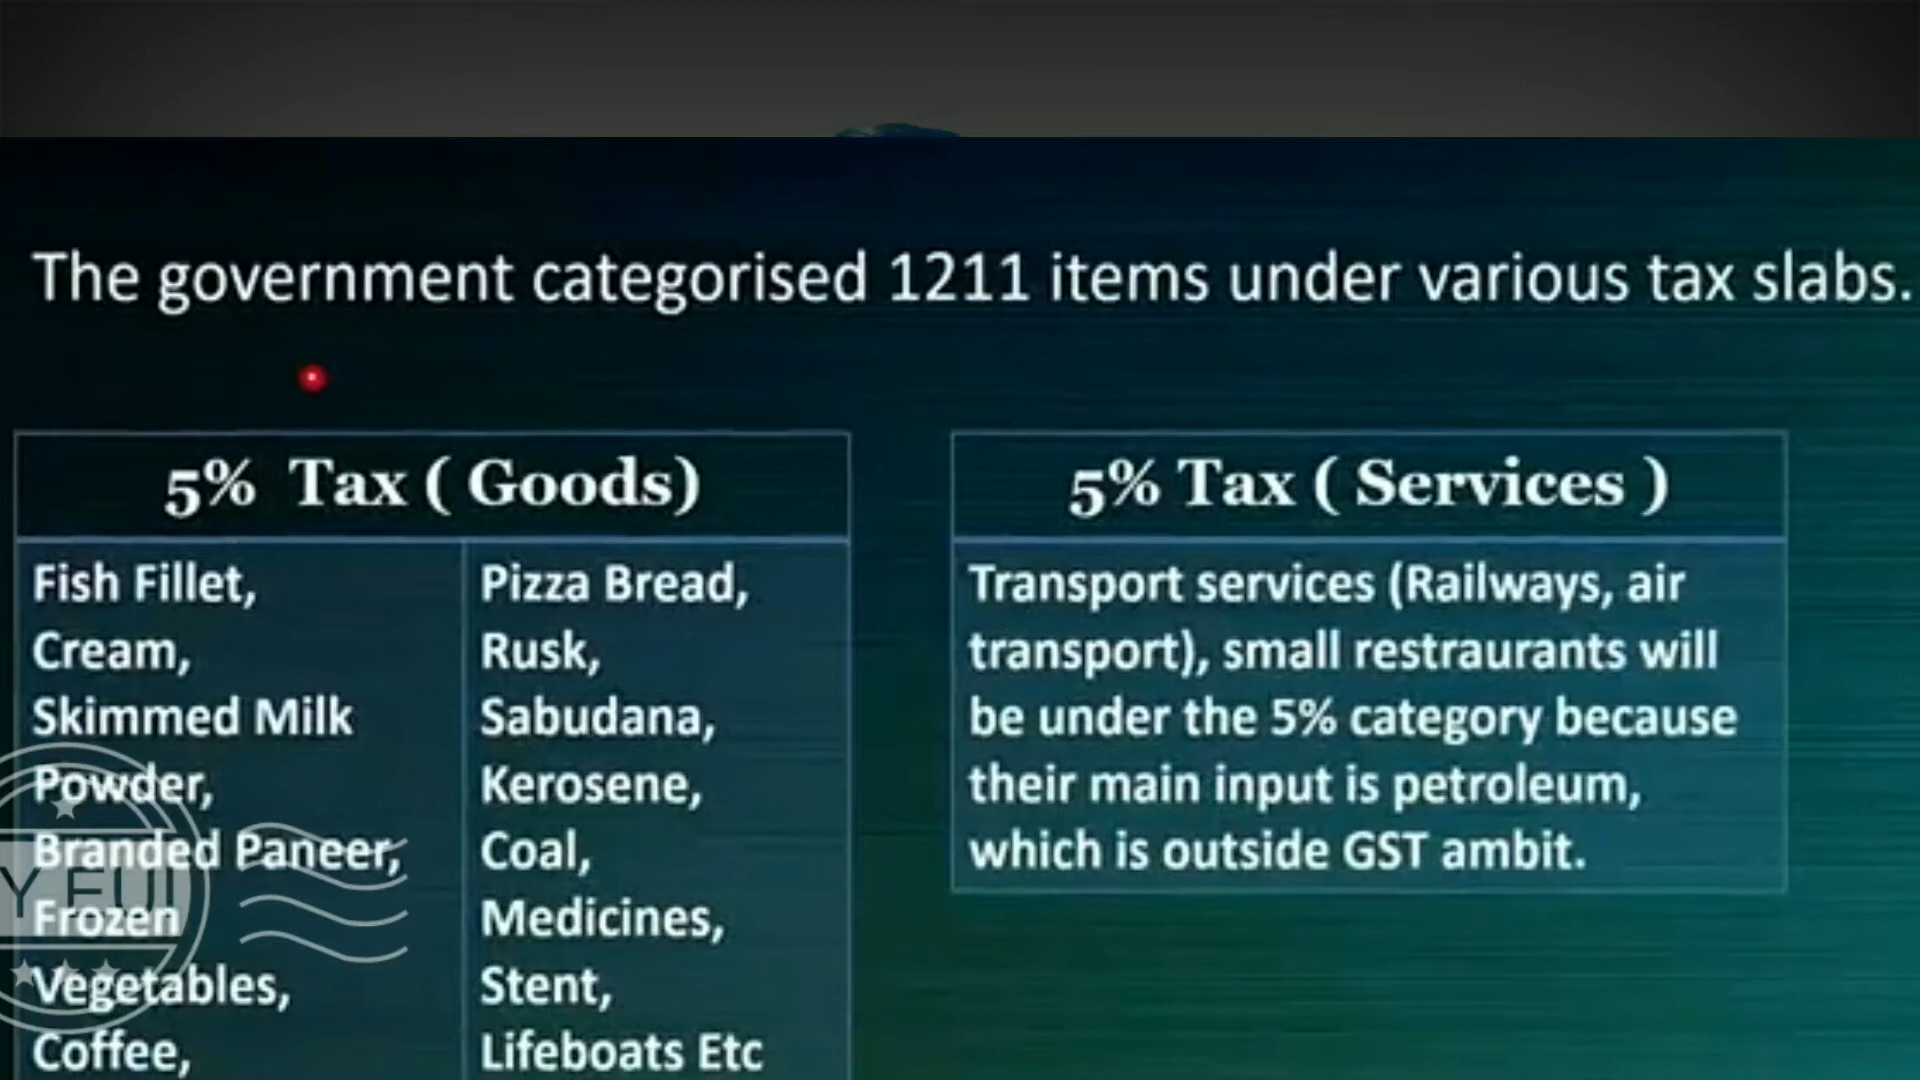 The government categorised 1211 items under various tax slabs.
5% Tax ( Goods)
Fish Fillet,
Cream,
Skimmed Milk
Powder,
Branded Paneer,
Frozen
Vegetables,
Coffee,
Pizza Bread,
Rusk,
Sabudana,
Kerosene,
Coal,
Medicines,
Stent,
Lifeboats Etc
5% Tax ( Services )
Transport services (Railways, air
transport), small restraurants will
be under the 5% category because
their main input is petroleum,
which is outside GST ambit.